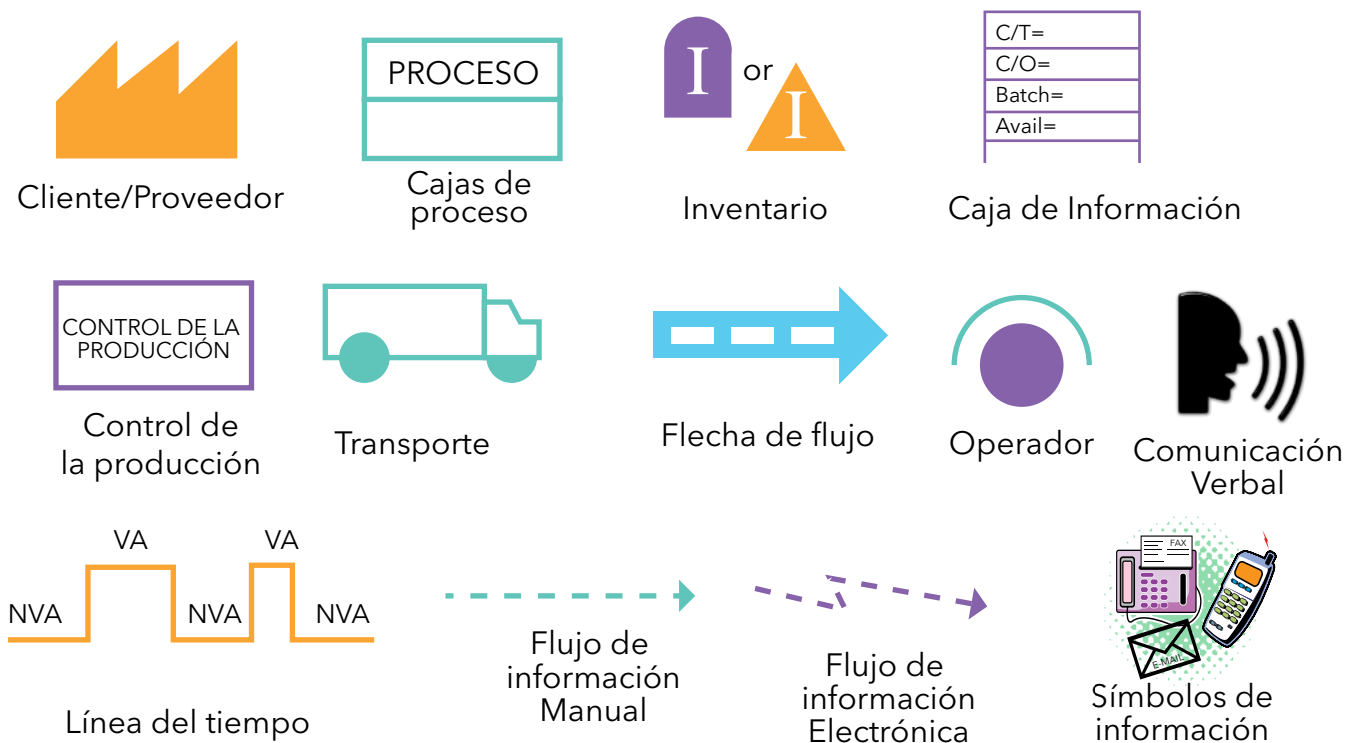 PROCESO
I
or
I
C/T=
C/O=
Batch=
Avail=
Cliente/Proveedor
Cajas de
proceso
Inventario
Caja de Información
CONTROL DE LA
PRODUCCIÓN
Control de
la producción
Transporte
Flecha de flujo
Operador
Comunicación
Verbal
VA
VA
NVA
NVA
NVA
Línea del tiempo
Flujo de
información
Manual
Flujo de
información
Electrónica
FAX
E-MAIL
Símbolos de
información